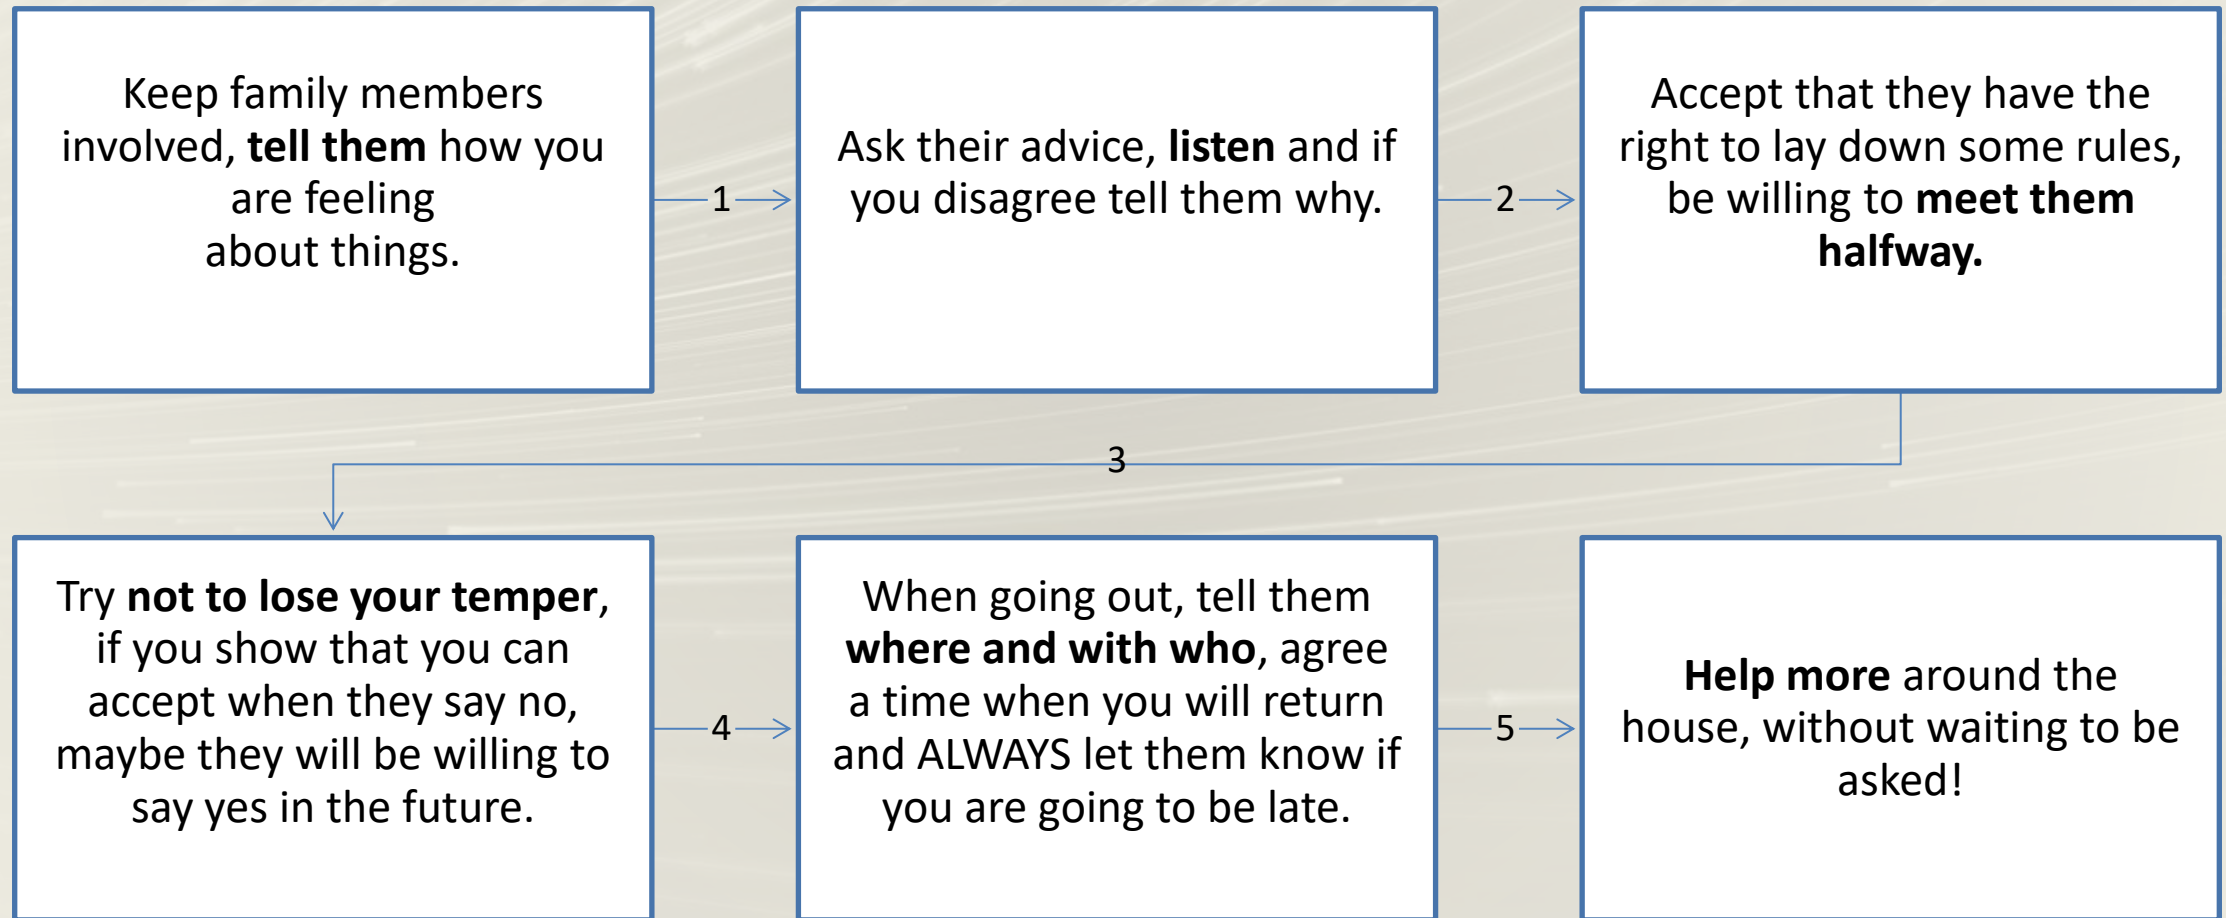 Keep family members
involved, tell them how you
are feeling
about things.
1
Ask their advice, listen and if
you disagree tell them why.
2
Accept that they have the
right to lay down some rules,
be willing to meet them
halfway.
3
Try not to lose your temper,
if you show that you can
accept when they say no,
maybe they will be willing to
say yes in the future.
4
When going out, tell them
where and with who, agree
a time when you will return
and ALWAYS let them know if
you are going to be late.
5
Help more around the
house, without waiting to be
asked!